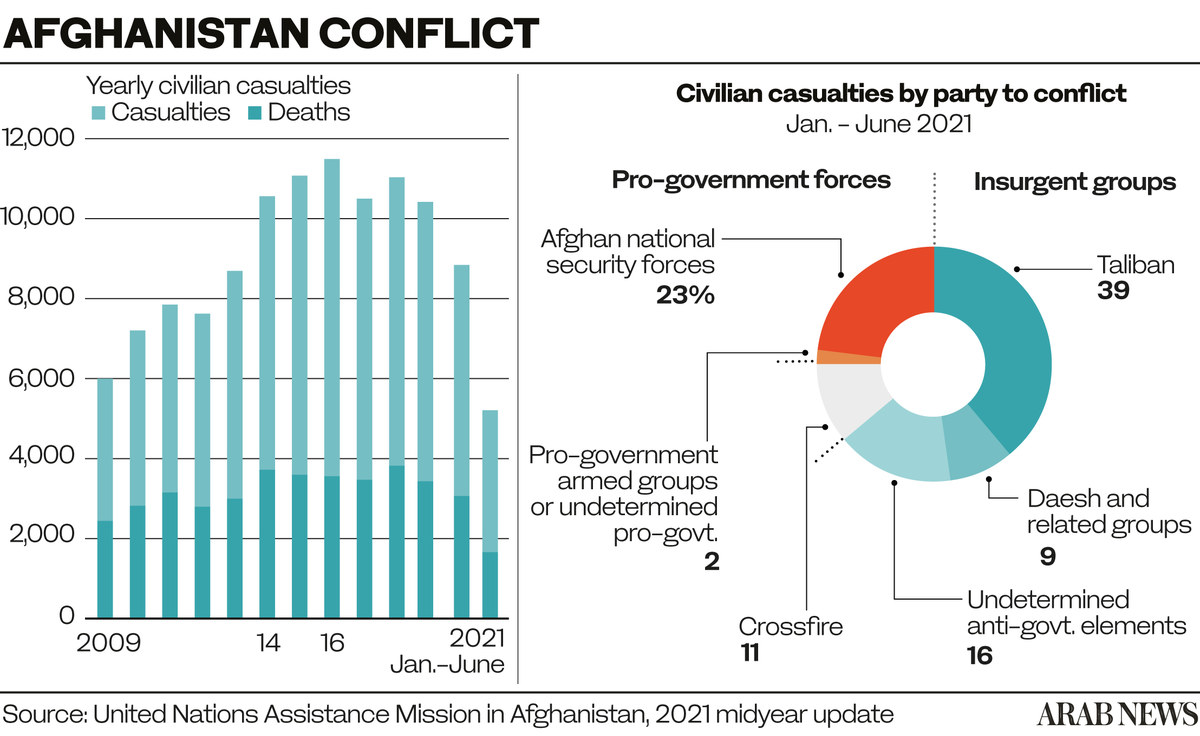 AFGHANISTAN CONFLICT
Yearly civilian casualties
Casualties Deaths
12,000
10,000
8,000
6,000
4,000
2,000
0
2009
14
16
2021
Jan.–June
Civilian casualties by party to conflict
Jan. – June 2021
Pro-government forces
Insurgent groups
Afghan national
security forces
23%
Taliban
39
Pro-government
armed groups
or undetermined
pro-govt.
2
Daesh and
related groups
9
Crossfire
11
Undetermined
anti-govt. elements
16
Source: United Nations Assistance Mission in Afghanistan, 2021 midyear update
ARAB NEWS